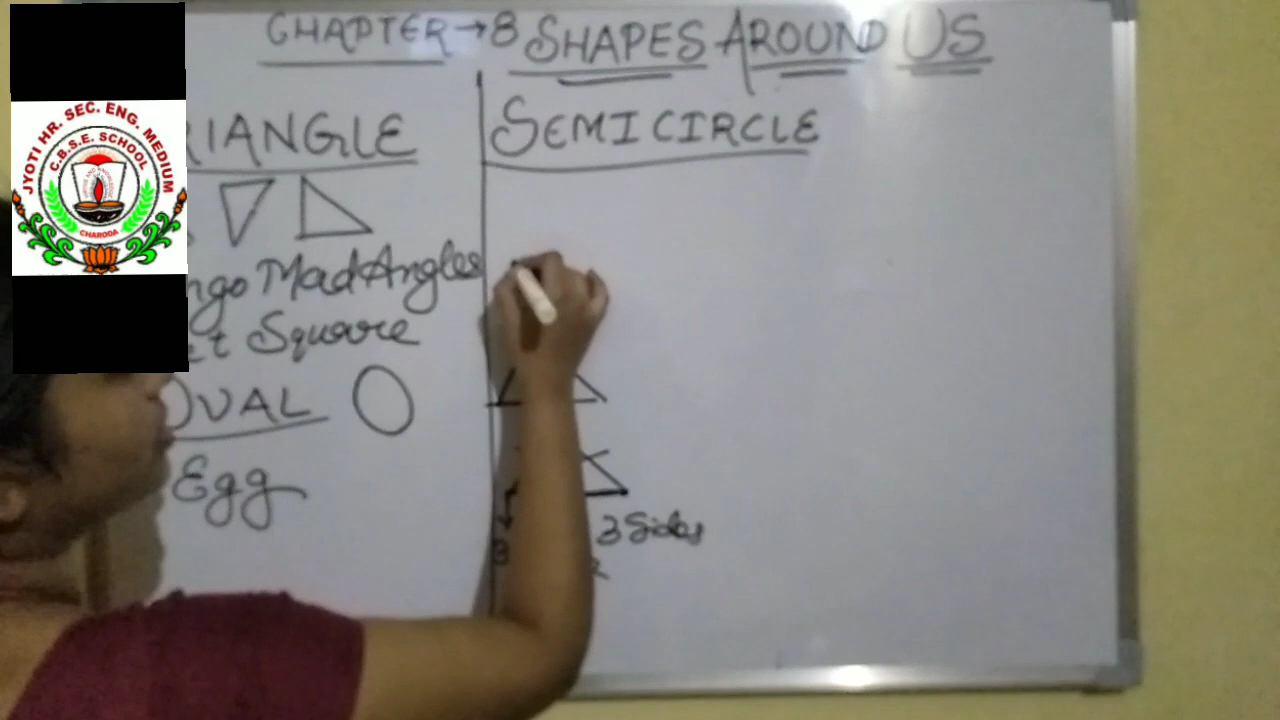 CHAPTER → 8 SHAPES AROUND US
JYOTI HR. SEC. ENG. MEDIUM
C.B.S.E. SCHOOL
CHARODA
RIANGLE
ngo Mad Angles
et Square
OVAL
Egg
SEMICIRCLE
3 Sides